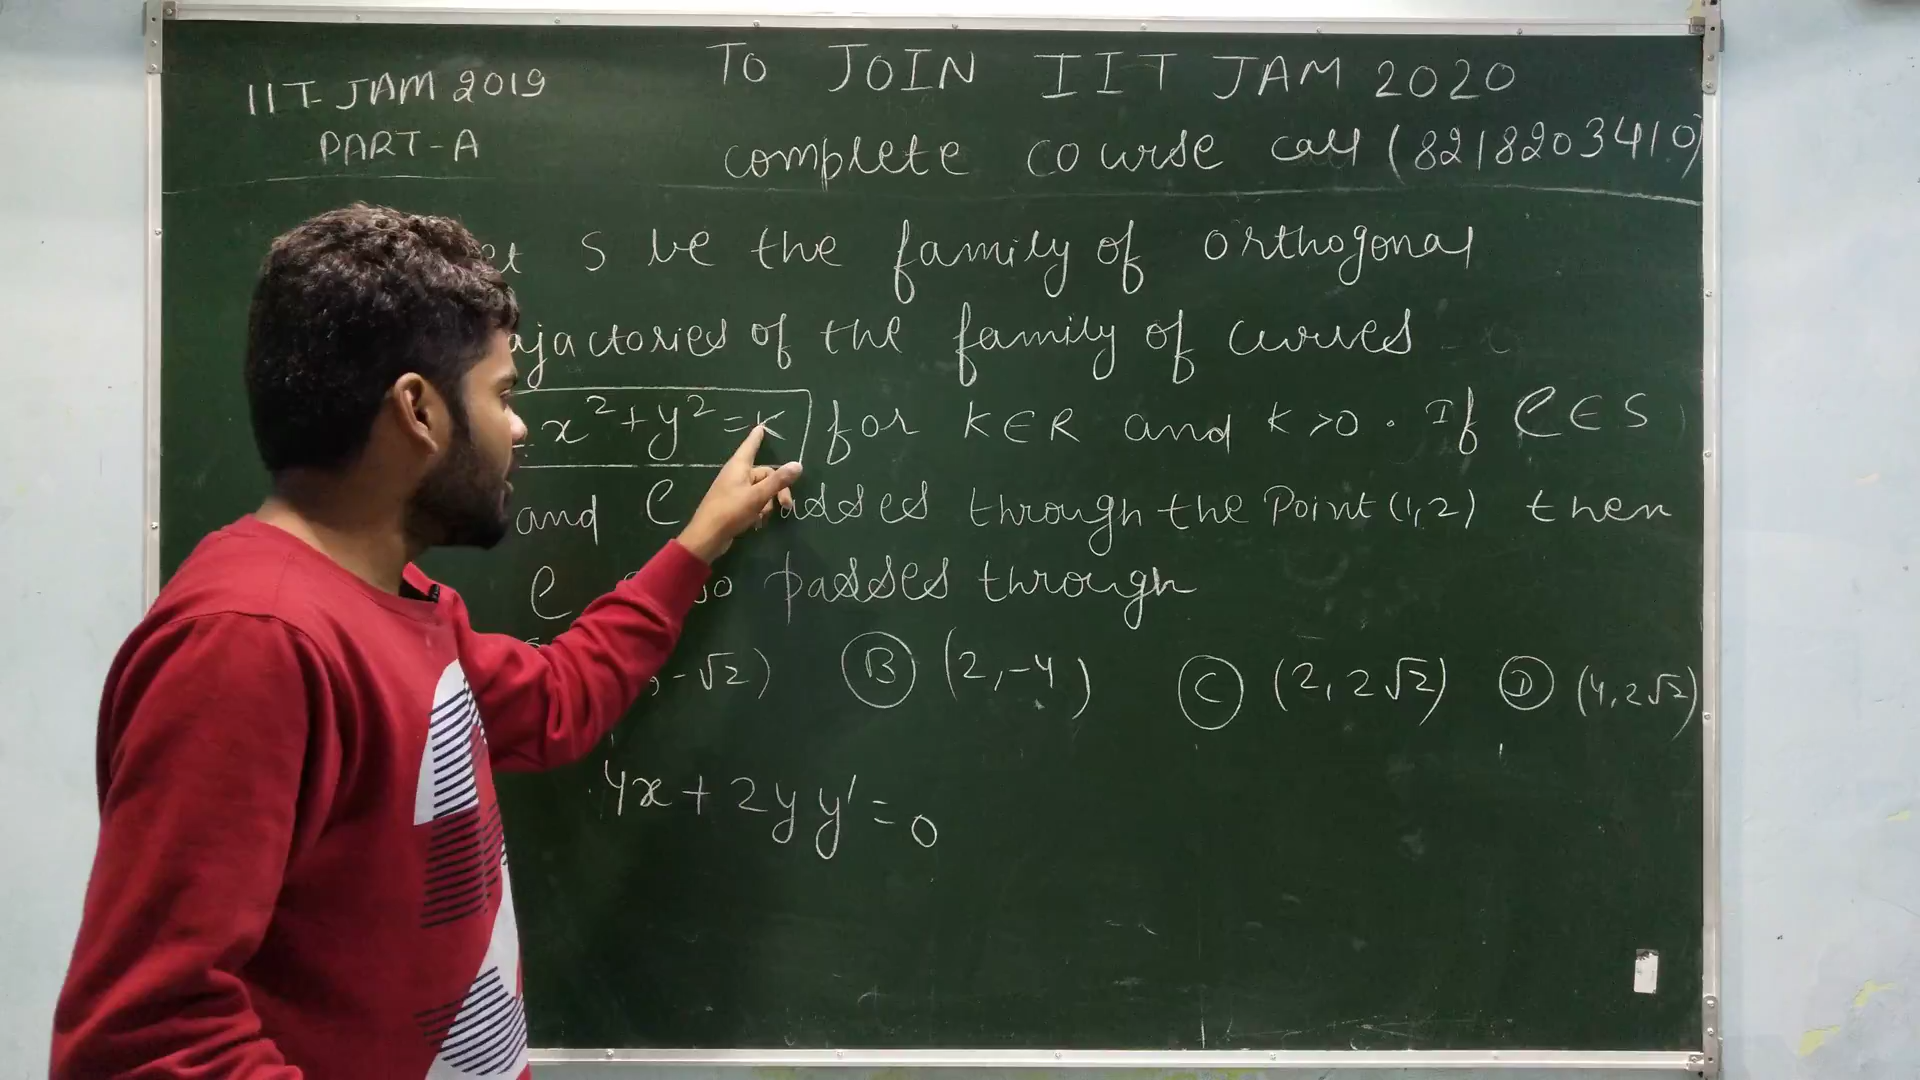 IIT-JAM 2019
PART-A
TO JOIN IIT JAM 2020
complete course call (8218203410)
S be the family of orthogonal
of the family of curves
x² + y² = K for K∈R and K>0. If C∈S
and C passes through the Point (1,2) then
C passes through
, -√2) (B) (2,-4) (C) (2, 2√2) (D) (4, 2√2)
4x + 2yy' = 0